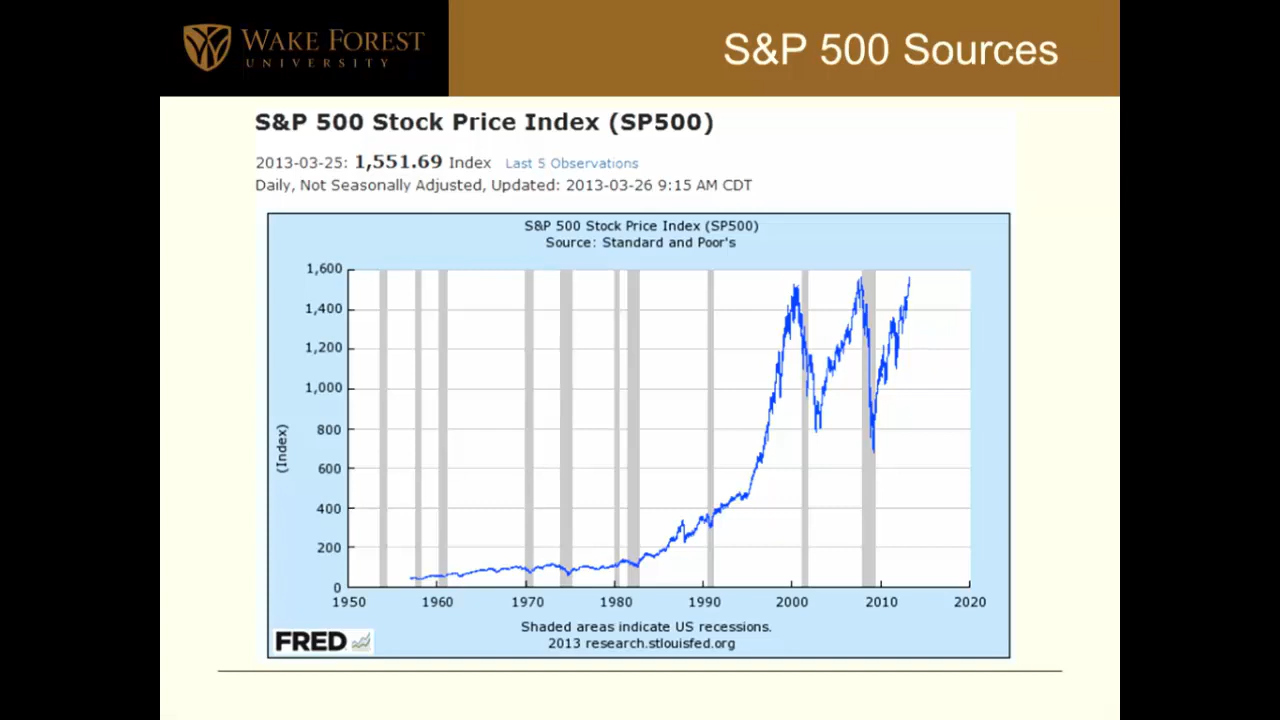 WAKE FOREST
UNIVERSITY
S&P 500 Sources
S&P 500 Stock Price Index (SP500)
2013-03-25: 1,551.69 Index Last 5 Observations
Daily, Not Seasonally Adjusted, Updated: 2013-03-26 9:15 AM CDT
S&P 500 Stock Price Index (SP500)
Source: Standard and Poor's
1,600
1,400
1,200
1,000
800
600
400
200
0
(Index)
1950 1960 1970 1980 1990 2000 2010 2020
Shaded areas indicate US recessions.
2013 research.stlouisfed.org
FRED